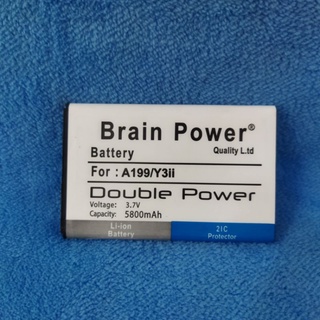 Brain Power®
Quality L.td
Battery
For : A199/Y3ii
Double Power
Voltage: 3.7V
Capacity: 5800mAh
Li-ion
Battery
2IC
Protector